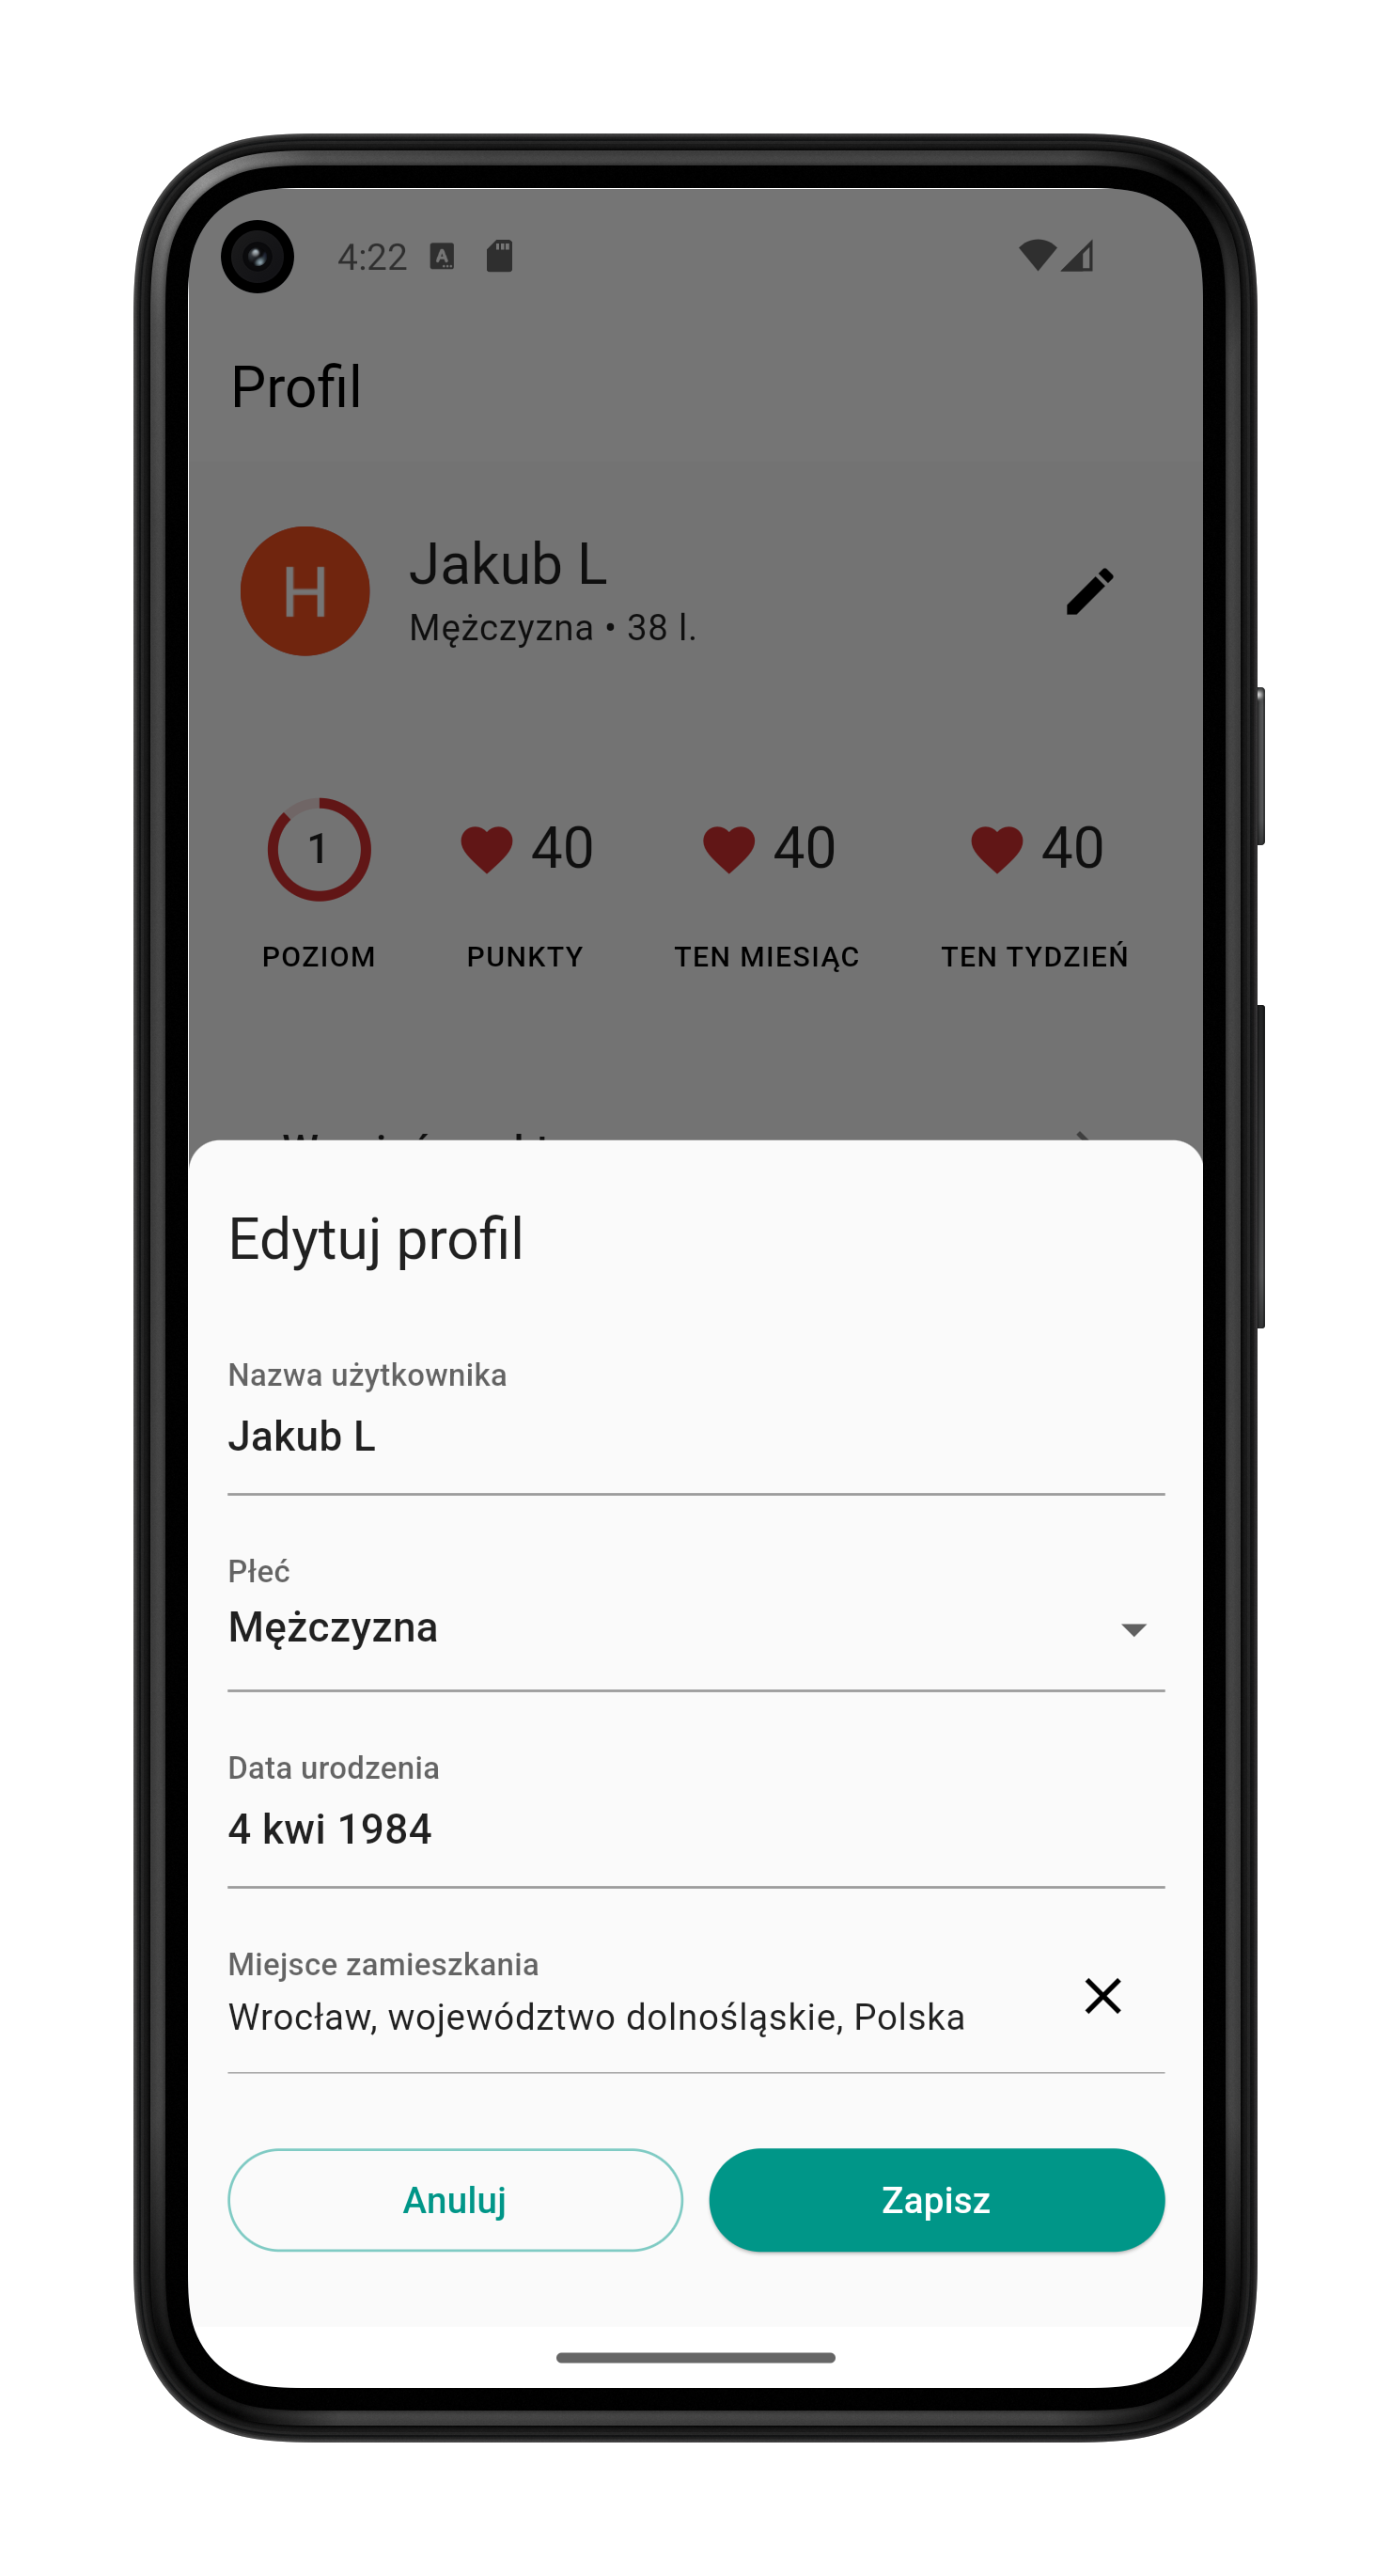 4:22
Profil
H
Jakub L
Mężczyzna • 38 l.
1 40 40 40
POZIOM PUNKTY TEN MIESIĄC TEN TYDZIEŃ
Edytuj profil
Nazwa użytkownika
Jakub L
Płeć
Mężczyzna
Data urodzenia
4 kwi 1984
Miejsce zamieszkania
Wrocław, województwo dolnośląskie, Polska
Anuluj Zapisz